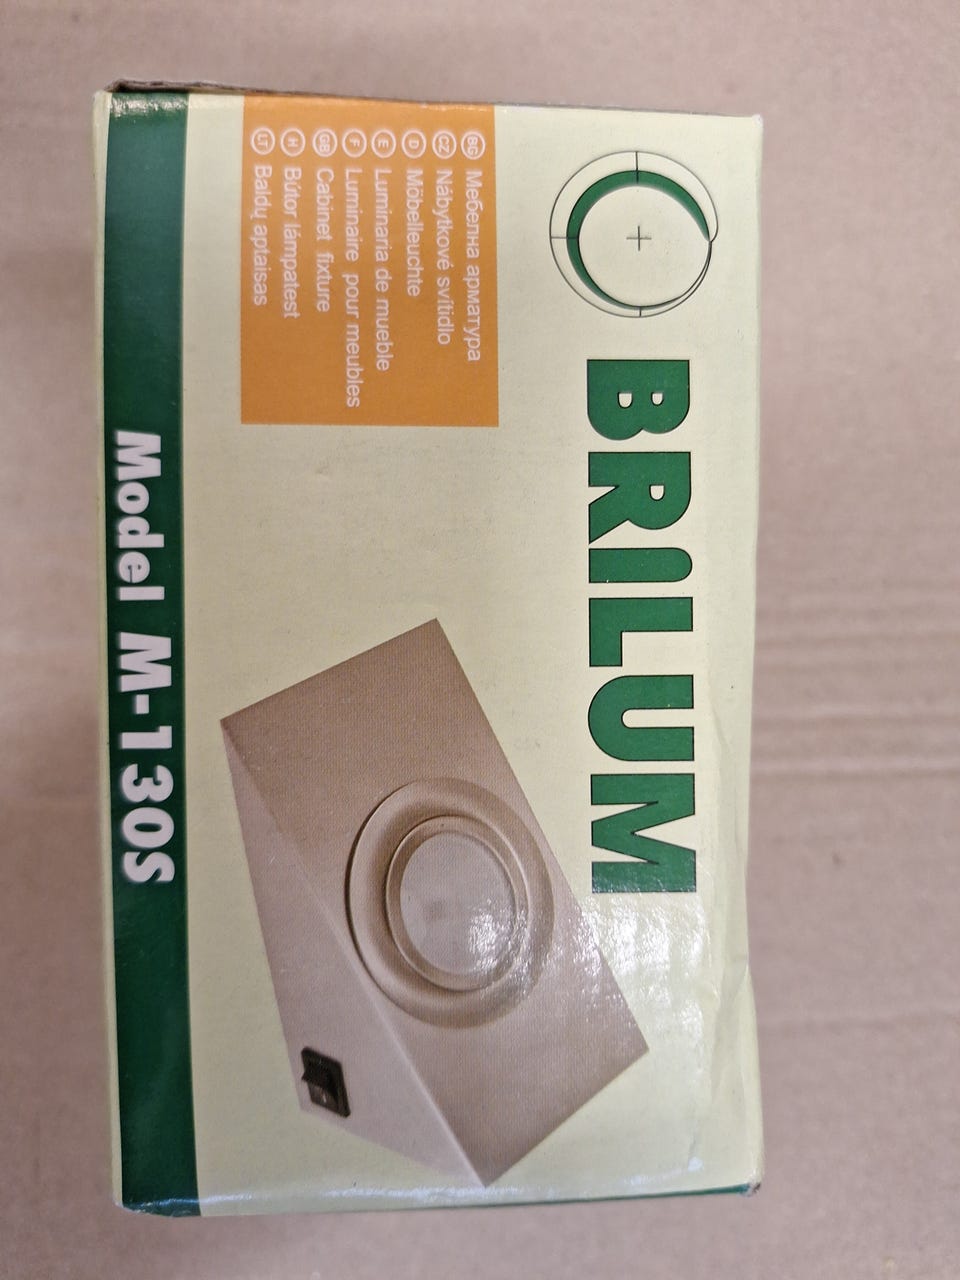 BRILUM
BG Мебелна арматура
CZ Nábytkové svítidlo
D Möbelleuchte
E Luminaria de mueble
F Luminaire pour meubles
GB Cabinet fixture
H Bútor lámpatest
LT Baldų aptaisas
Model M-130S